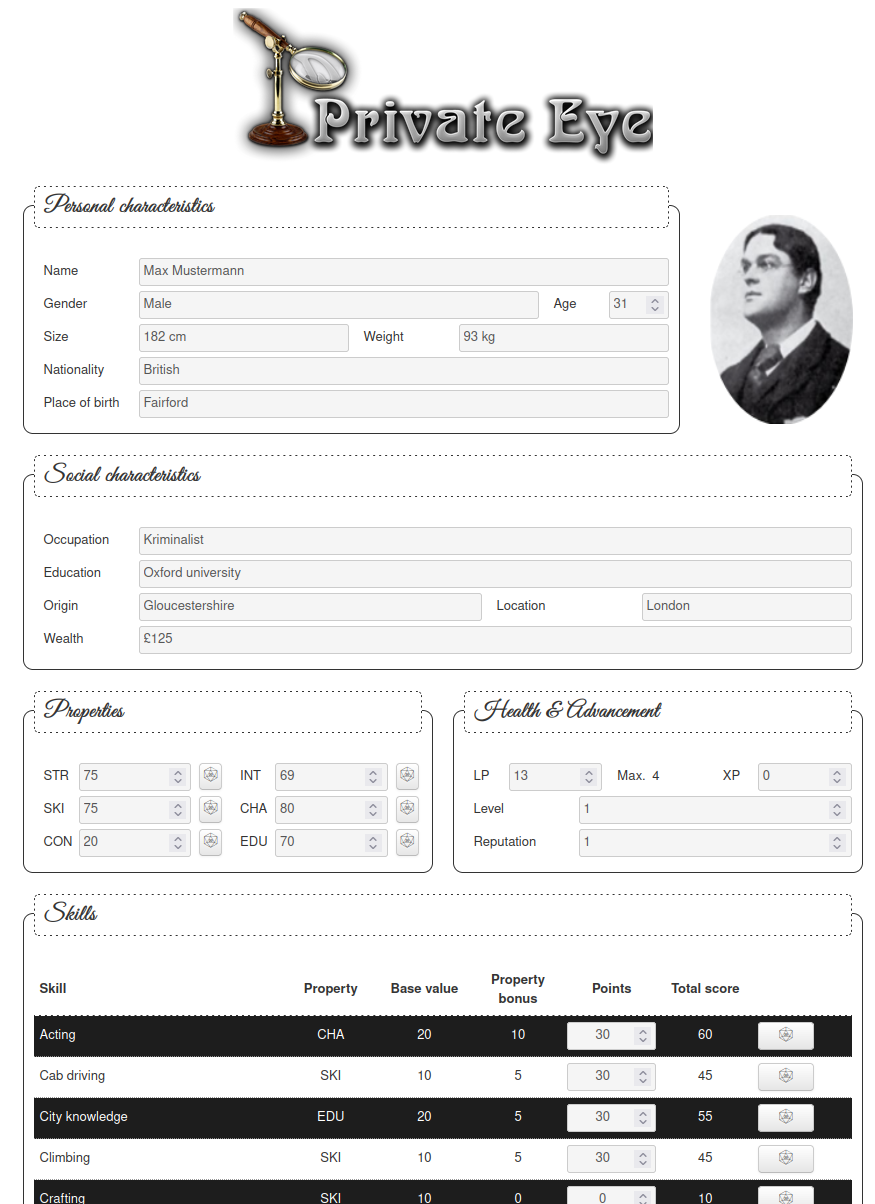 Private Eye
Personal characteristics
Name Max Mustermann
Gender Male Age 31
Size 182 cm Weight 93 kg
Nationality British
Place of birth Fairford
Social characteristics
Occupation Kriminalist
Education Oxford university
Origin Gloucestershire Location London
Wealth £125
Properties
STR 75 INT 69
SKI 75 CHA 80
CON 20 EDU 70
Health & Advancement
LP 13 Max. 4 XP 0
Level 1
Reputation 1
Skills
Skill Property Base value Property bonus Points Total score
Acting CHA 20 10 30 60
Cab driving SKI 10 5 30 45
City knowledge EDU 20 5 30 55
Climbing SKI 10 5 30 45
Crafting SKI 10 0 0 10